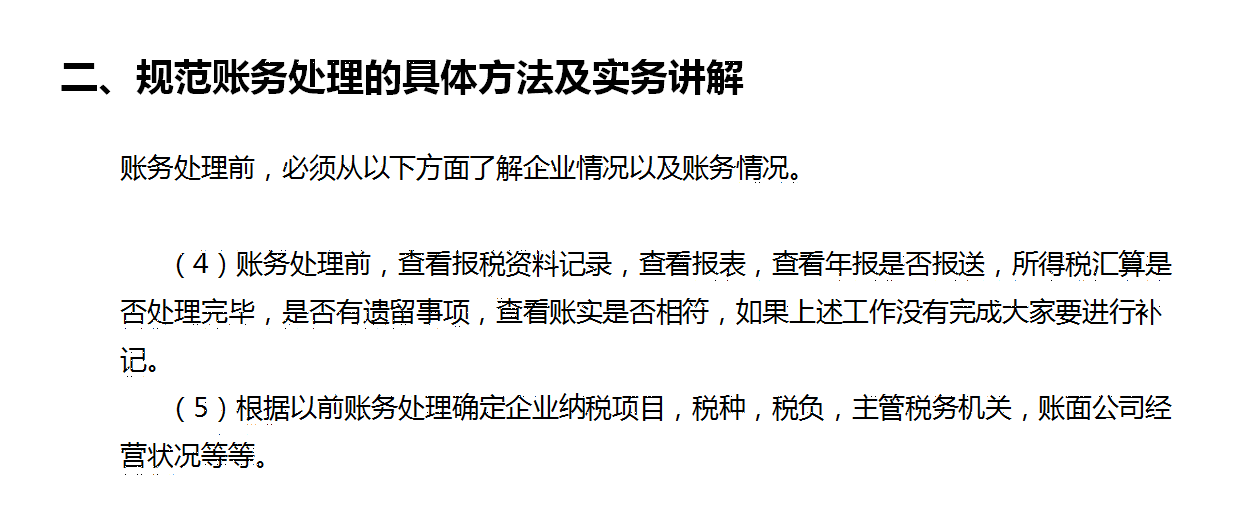 二、规范账务处理的具体方法及实务讲解
账务处理前，必须从以下方面了解企业情况以及账务情况。
（4）账务处理前，查看报税资料记录，查看报表，查看年报是否报送，所得税汇算是
否处理完毕，是否有遗留事项，查看账实是否相符，如果上述工作没有完成大家要进行补
记。
（5）根据以前账务处理确定企业纳税项目，税种，税负，主管税务机关，账面公司经
营状况等等。